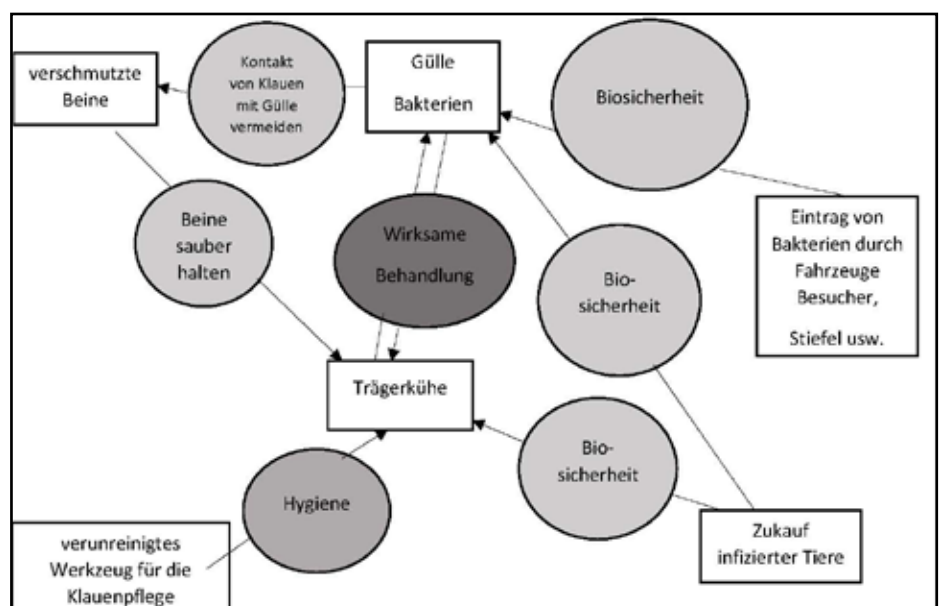 verschmutzte
Beine
Kontakt
von Klauen
mit Gülle
vermeiden
Gülle
Bakterien
Biosicherheit
Beine
sauber
halten
Wirksame
Behandlung
Bio-
sicherheit
Eintrag von
Bakterien durch
Fahrzeuge
Besucher,
Stiefel usw.
Trägerkühe
Bio-
sicherheit
Hygiene
verunreinigtes
Werkzeug für die
Klauenpflege
Zukauf
infizierter Tiere